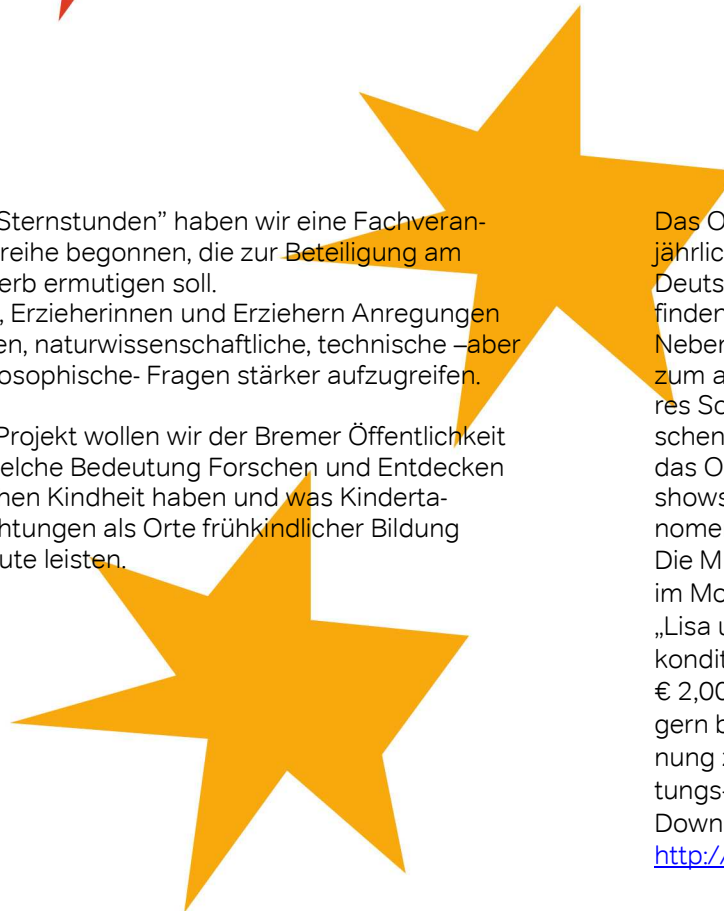 Sternstunden” haben wir eine Fachveran-
reihe begonnen, die zur Beteiligung am
erb ermutigen soll.
, Erzieherinnen und Erziehern Anregungen
en, naturwissenschaftliche, technische –aber
osophische- Fragen stärker aufzugreifen.
Projekt wollen wir der Bremer Öffentlichkeit
elche Bedeutung Forschen und Entdecken
hen Kindheit haben und was Kinderta-
htungen als Orte frühkindlicher Bildung
ute leisten.
Das O
jährlic
Deuts
finden
Neben
zum a
res Sc
schen
das O
shows
nome
Die M
im Mo
„Lisa u
kondit
€ 2,00
gern b
nung
tungs-
Down
http://